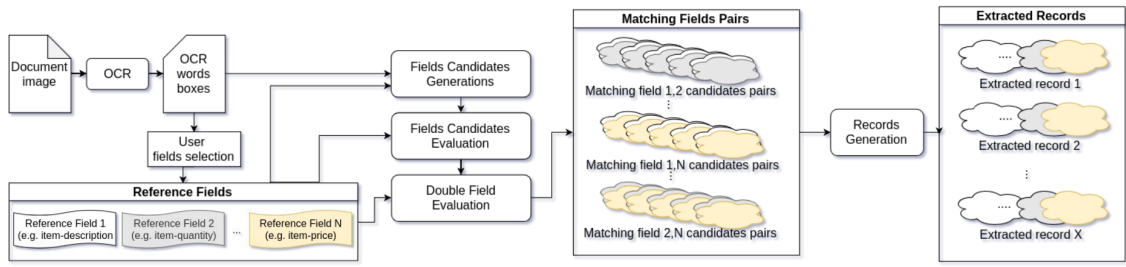 Document
image
OCR
OCR
words
boxes
User
fields selection
Reference Fields
Reference Field 1
(e.g. item-description
Reference Field 2
(e.g. item-quantity)
...
Reference Field N
(e.g. item-price)
Fields Candidates
Generations
Fields Candidates
Evaluation
Double Field
Evaluation
Matching Fields Pairs
Matching field 1,2 candidates pairs
...
Matching field 1,N candidates pairs
...
Matching field 2,N candidates pairs
Records
Generation
Extracted Records
....
Extracted record 1
....
Extracted record 2
...
....
Extracted record X